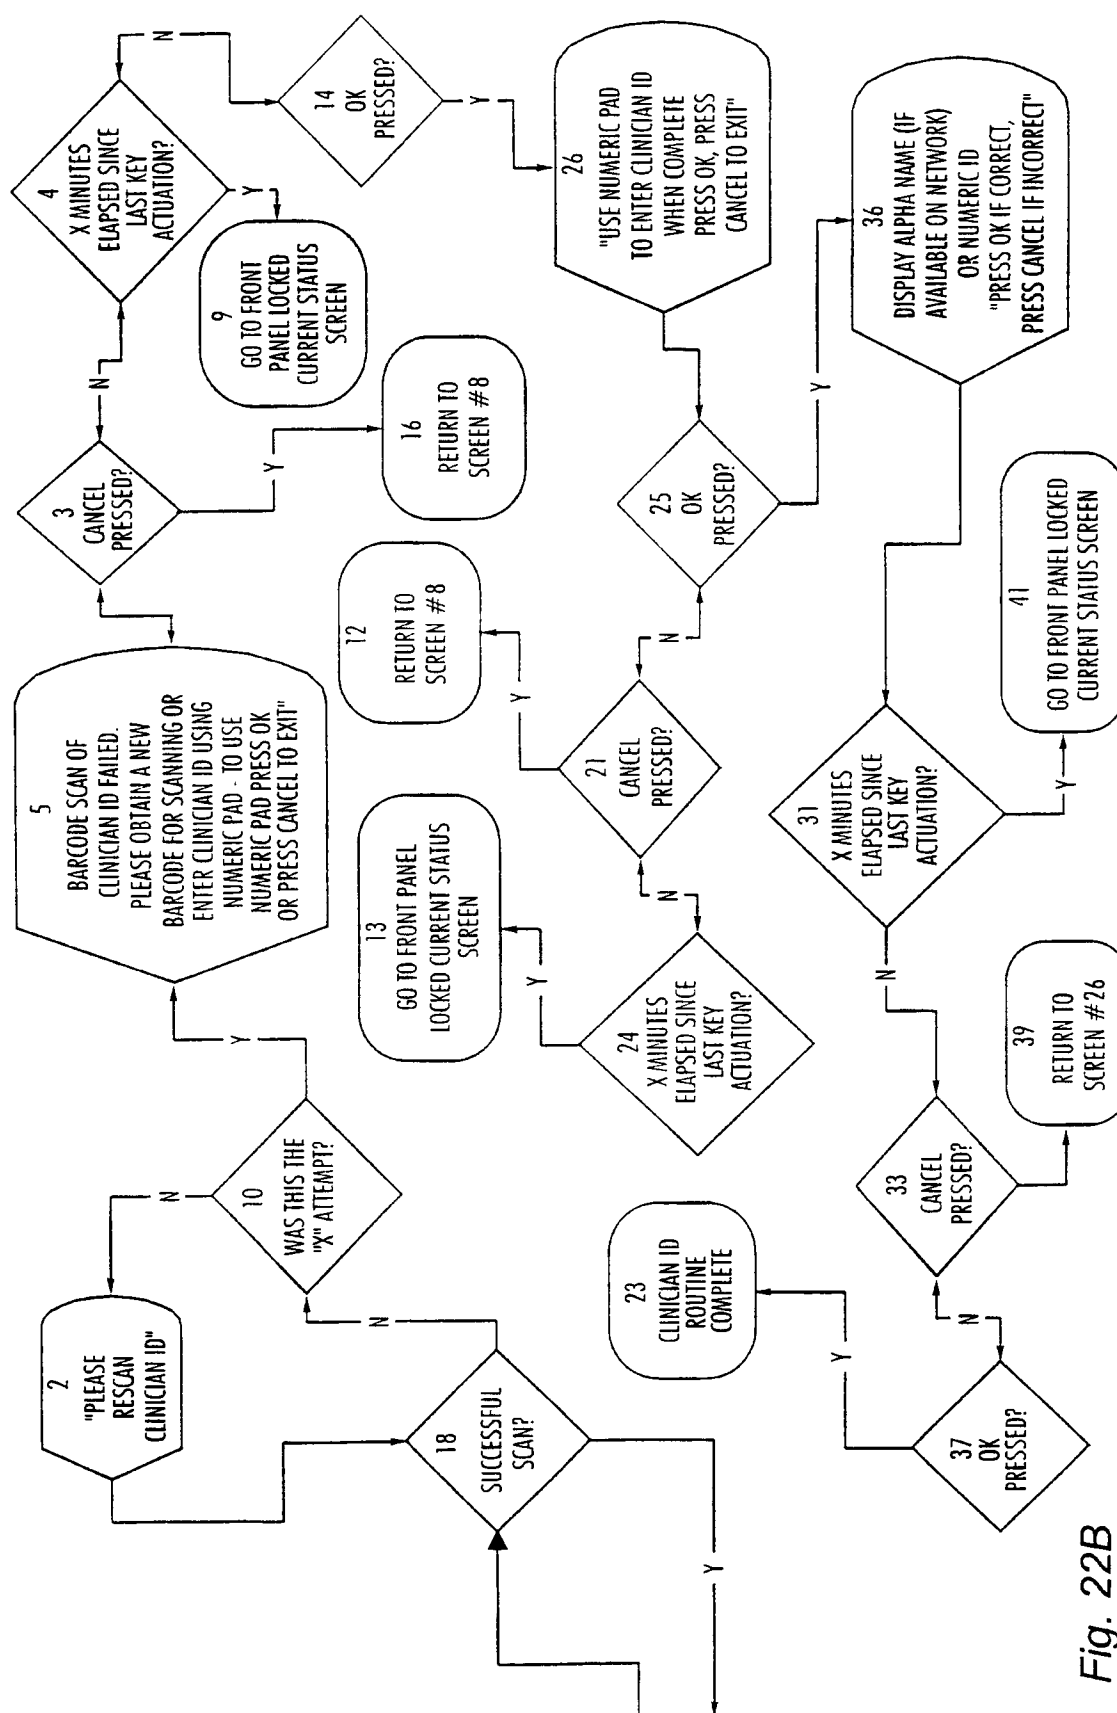 2
"PLEASE
RESCAN
CLINICIAN ID"
N
10
WAS THIS THE
"X" ATTEMPT?
Y
N
18
SUCCESSFUL
SCAN?
Y
5
BARCODE SCAN OF
CLINICIAN ID FAILED.
PLEASE OBTAIN A NEW
BARCODE FOR SCANNING OR
ENTER CLINICIAN ID USING
NUMERIC PAD - TO USE
NUMERIC PAD PRESS OK
OR PRESS CANCEL TO EXIT"
3
CANCEL
PRESSED?
N
Y
16
RETURN TO
SCREEN #8
4
X MINUTES
ELAPSED SINCE
LAST KEY
ACTUATION?
Y
N
9
GO TO FRONT
PANEL LOCKED
CURRENT STATUS
SCREEN
14
OK
PRESSED?
Y
26
"USE NUMERIC PAD
TO ENTER CLINICIAN ID
WHEN COMPLETE
PRESS OK, PRESS
CANCEL TO EXIT"
25
OK
PRESSED?
N
Y
12
RETURN TO
SCREEN #8
Y
21
CANCEL
PRESSED?
N
13
GO TO FRONT PANEL
LOCKED CURRENT STATUS
SCREEN
Y
24
X MINUTES
ELAPSED SINCE
LAST KEY
ACTUATION?
36
DISPLAY ALPHA NAME (IF
AVAILABLE ON NETWORK)
OR NUMERIC ID
"PRESS OK IF CORRECT,
PRESS CANCEL IF INCORRECT"
31
X MINUTES
ELAPSED SINCE
LAST KEY
ACTUATION?
N
Y
41
GO TO FRONT PANEL LOCKED
CURRENT STATUS SCREEN
33
CANCEL
PRESSED?
N
39
RETURN TO
SCREEN #26
37
OK
PRESSED?
Y
23
CLINICIAN ID
ROUTINE
COMPLETE
Fig. 22B